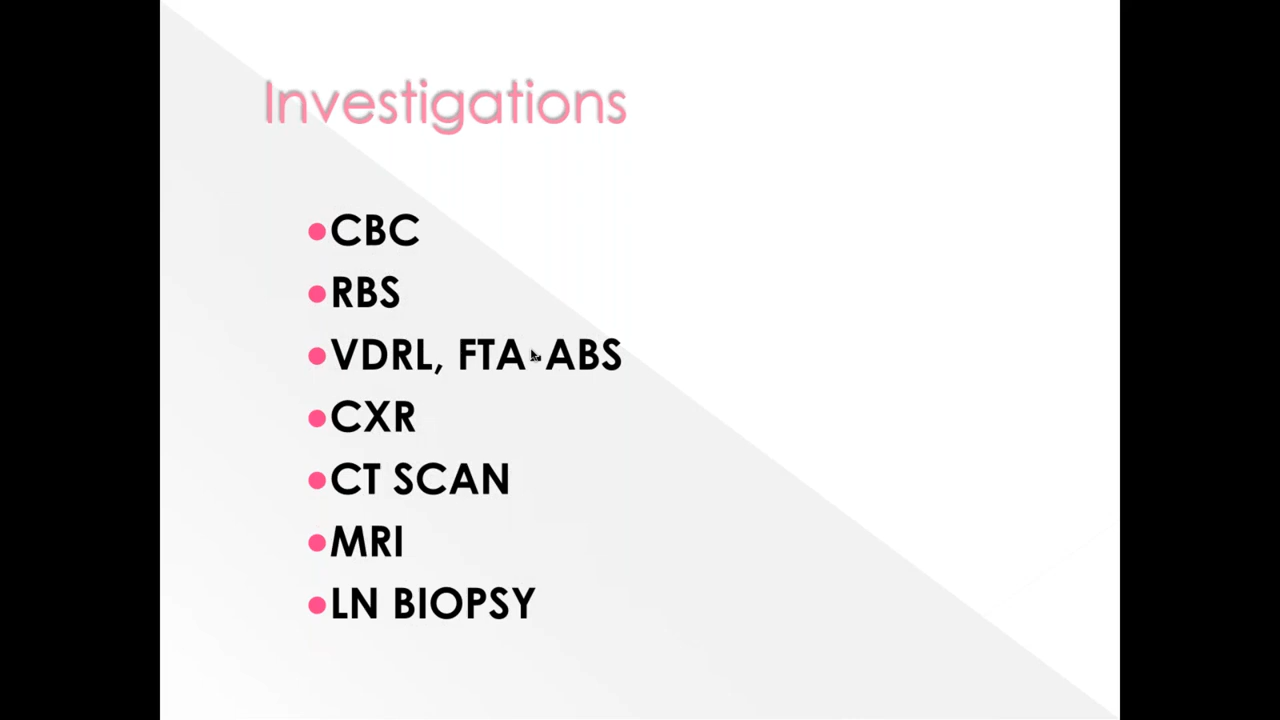 Investigations
•CBC
•RBS
•VDRL, FTA-ABS
•CXR
•CT SCAN
•MRI
•LN BIOPSY